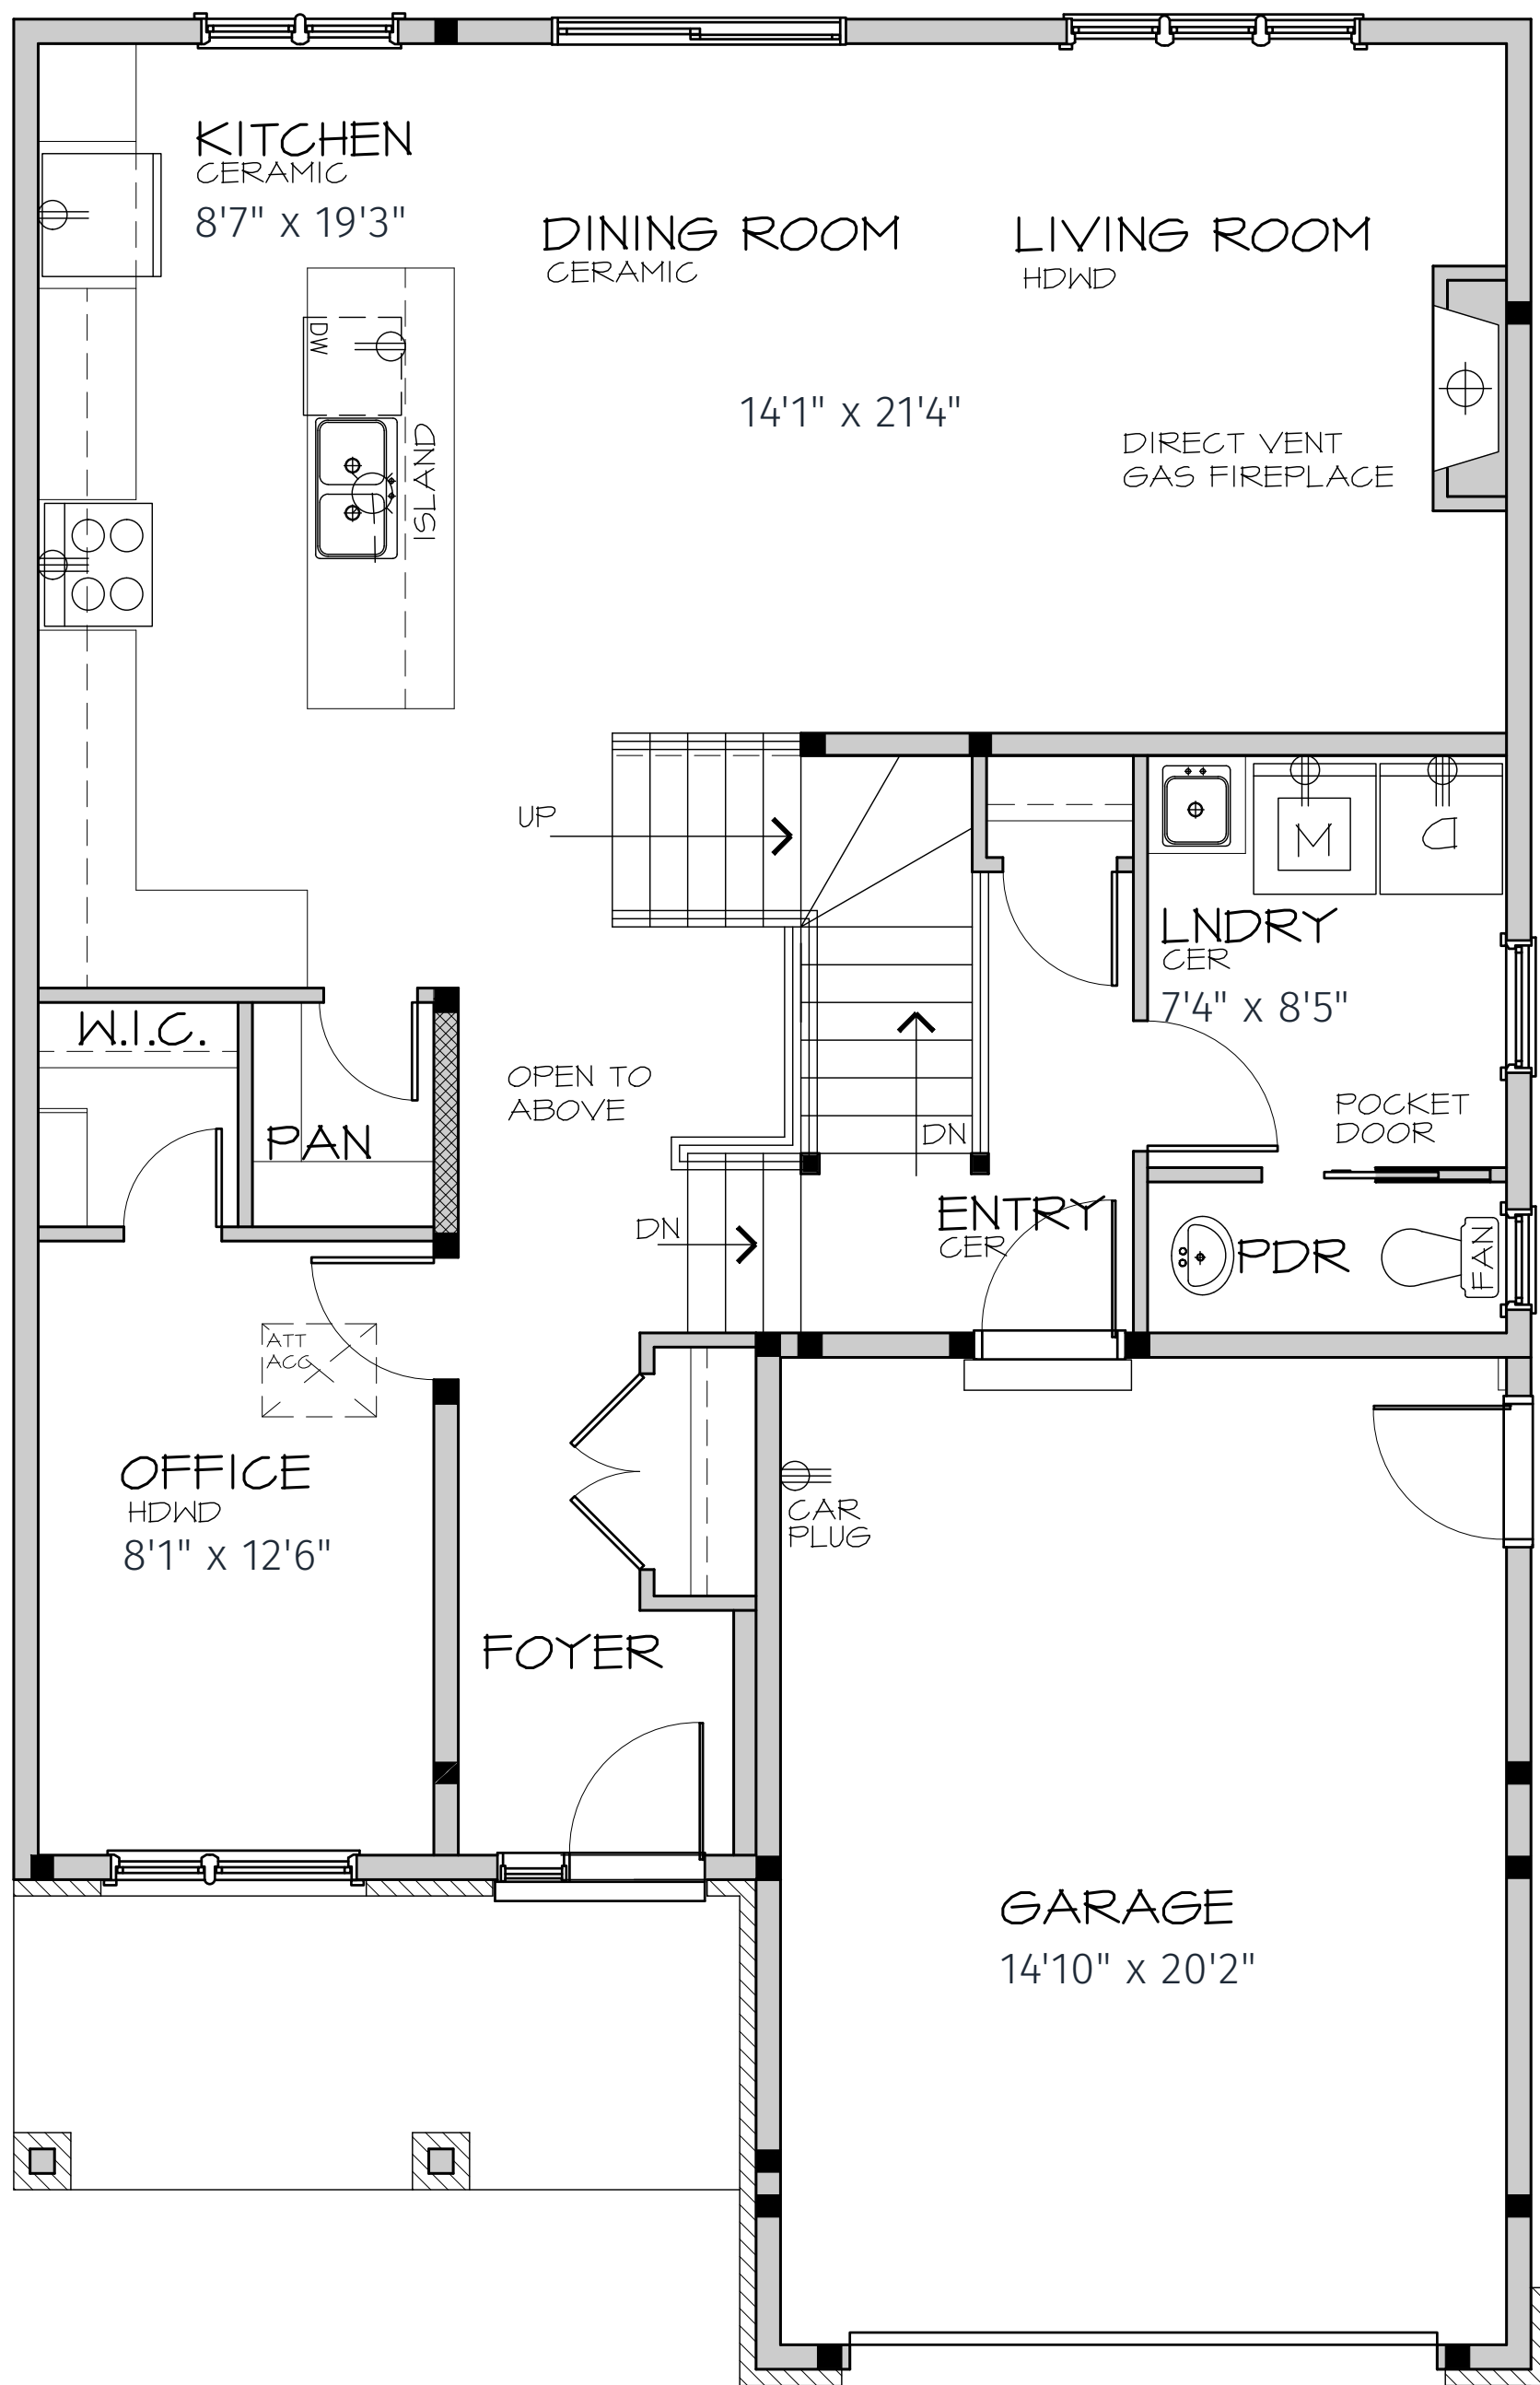 KITCHEN
CERAMIC
8'7" x 19'3"
DINING ROOM
CERAMIC
LIVING ROOM
HDWD
14'1" x 21'4"
DIRECT VENT
GAS FIREPLACE
DW
ISLAND
UP
M
D
LNDRY
CER
7'4" x 8'5"
W.I.C.
PAN
OPEN TO
ABOVE
DN
POCKET
DOOR
DN
ENTRY
CER
PDR
FAN
ATT
ACC
OFFICE
HDWD
8'1" x 12'6"
CAR
PLUG
FOYER
GARAGE
14'10" x 20'2"